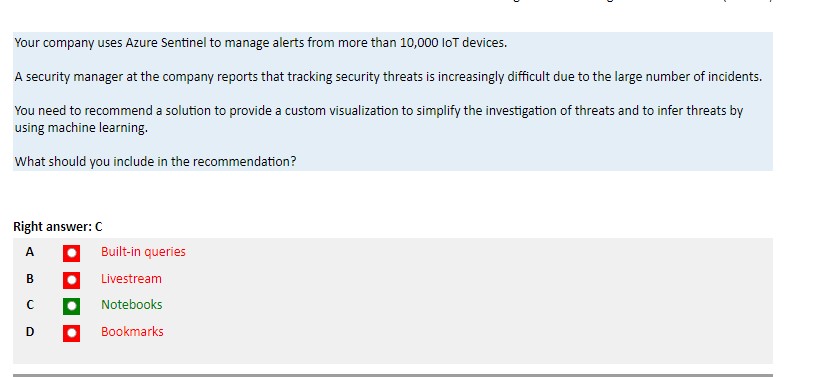 Your company uses Azure Sentinel to manage alerts from more than 10,000 IoT devices.
A security manager at the company reports that tracking security threats is increasingly difficult due to the large number of incidents.
You need to recommend a solution to provide a custom visualization to simplify the investigation of threats and to infer threats by
using machine learning.
What should you include in the recommendation?
Right answer: C
A Built-in queries
B Livestream
C Notebooks
D Bookmarks